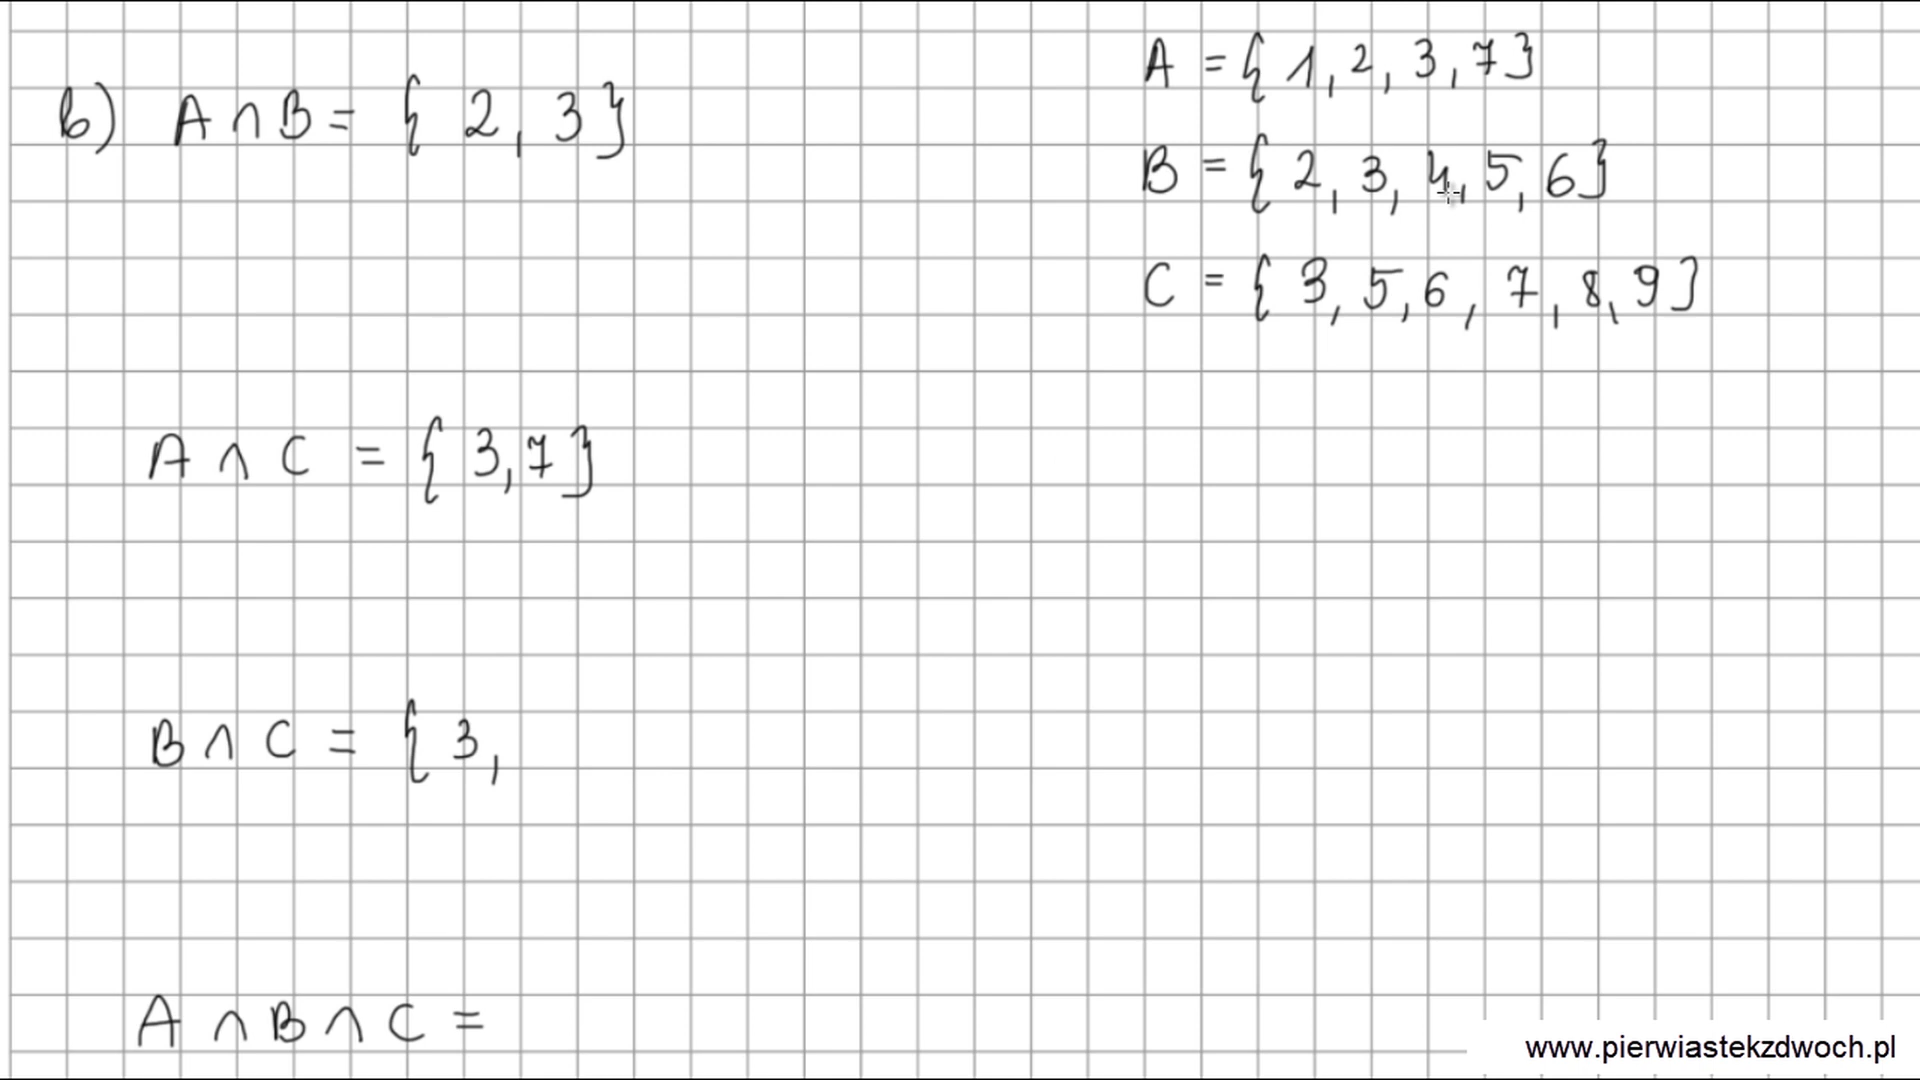 A = { 1, 2, 3, 7 }
b) A ∩ B = { 2, 3 }
B = { 2, 3, 4, 5, 6 }
C = { 3, 5, 6, 7, 8, 9 }
A ∩ C = { 3, 7 }
B ∩ C = { 3,
A ∩ B ∩ C =
www.pierwiastekzdwoch.pl